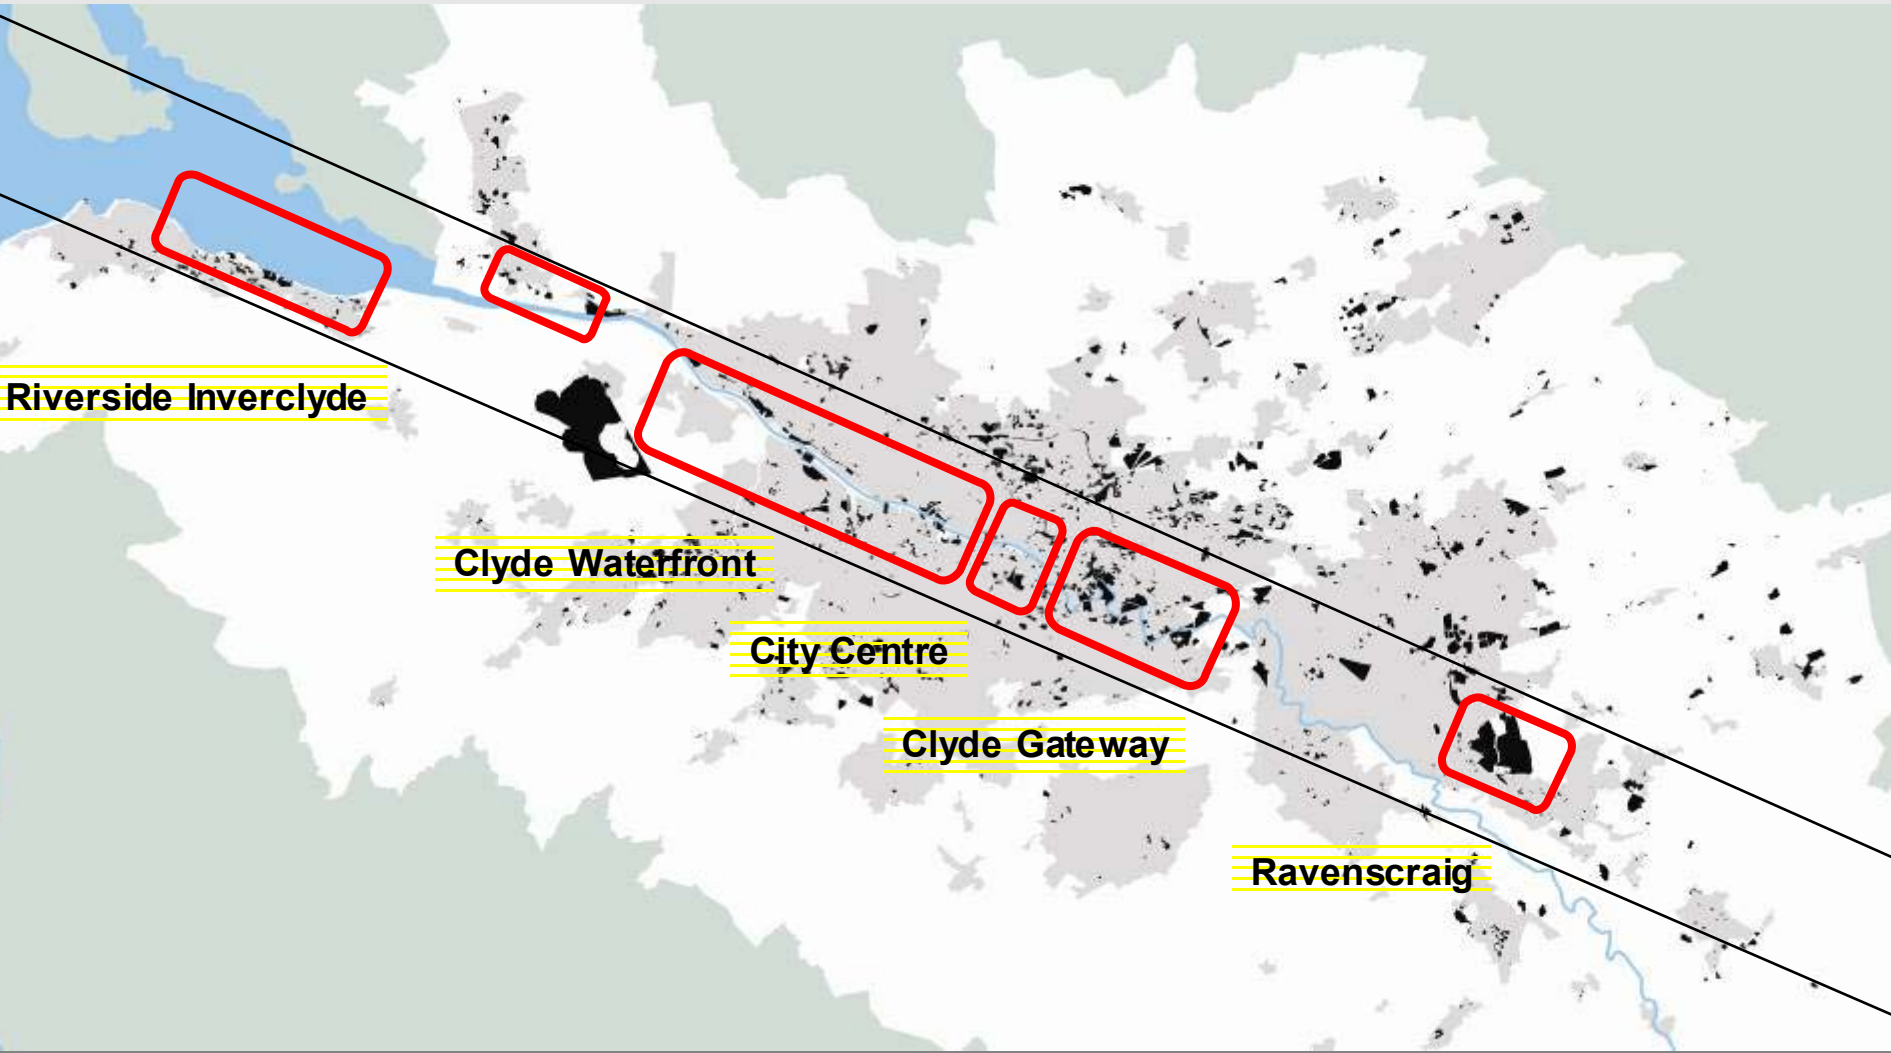 Riverside Inverclyde
Clyde Waterfront
City Centre
Clyde Gateway
Ravenscraig